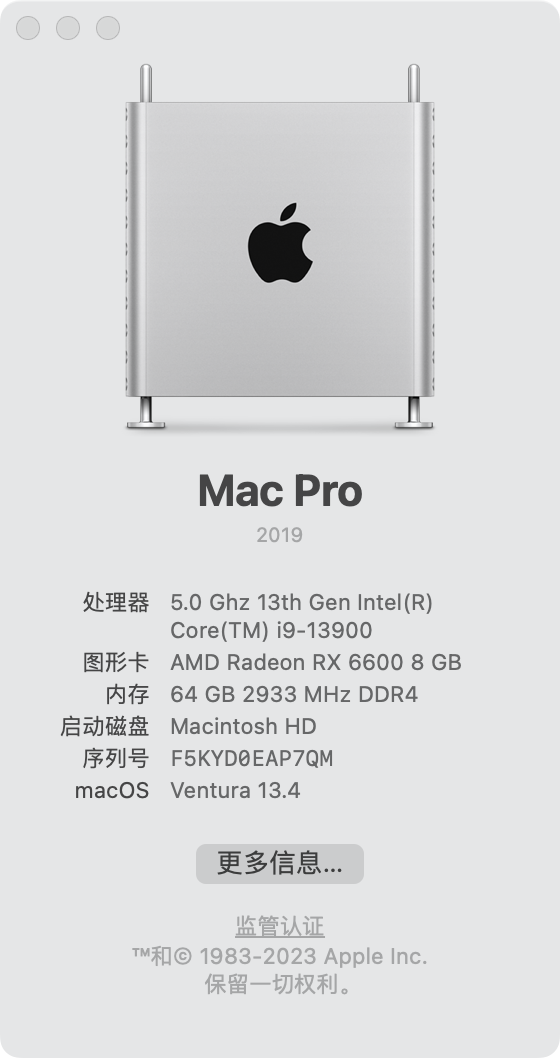 Mac Pro
2019
处理器 5.0 Ghz 13th Gen Intel(R)
Core(TM) i9-13900
图形卡 AMD Radeon RX 6600 8 GB
内存 64 GB 2933 MHz DDR4
启动磁盘 Macintosh HD
序列号 F5KYD0EAP7QM
macOS Ventura 13.4
更多信息...
监管认证
™和© 1983-2023 Apple Inc.
保留一切权利。